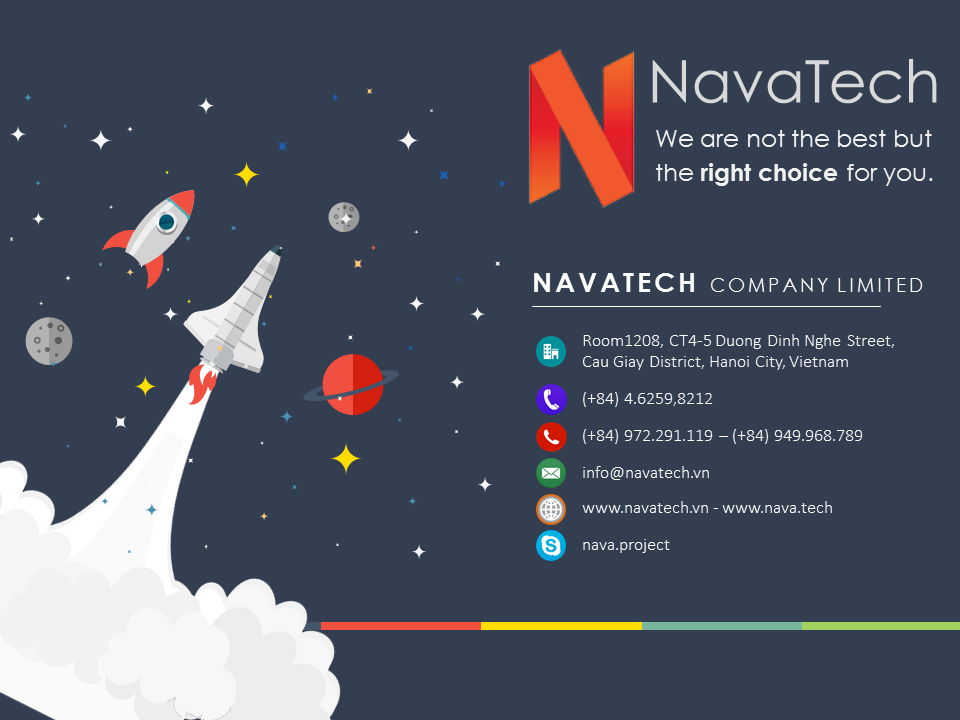 NavaTech
We are not the best but
the right choice for you.
NAVATECH COMPANY LIMITED
Room1208, CT4-5 Duong Dinh Nghe Street,
Cau Giay District, Hanoi City, Vietnam
(+84) 4.6259,8212
(+84) 972.291.119 – (+84) 949.968.789
info@navatech.vn
www.navatech.vn - www.nava.tech
nava.project